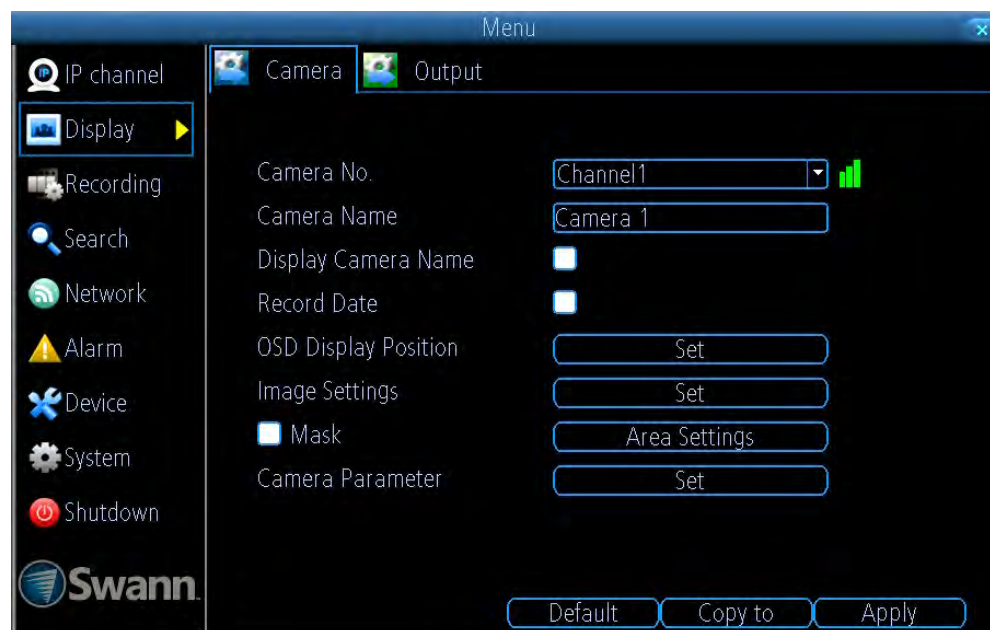 Menu
IP channel
Display
Recording
Search
Network
Alarm
Device
System
Shutdown
Swann
Camera
Output
Camera No.
Channel1
Camera Name
Camera 1
Display Camera Name
Record Date
OSD Display Position
Set
Image Settings
Set
Mask
Area Settings
Camera Parameter
Set
Default
Copy to
Apply